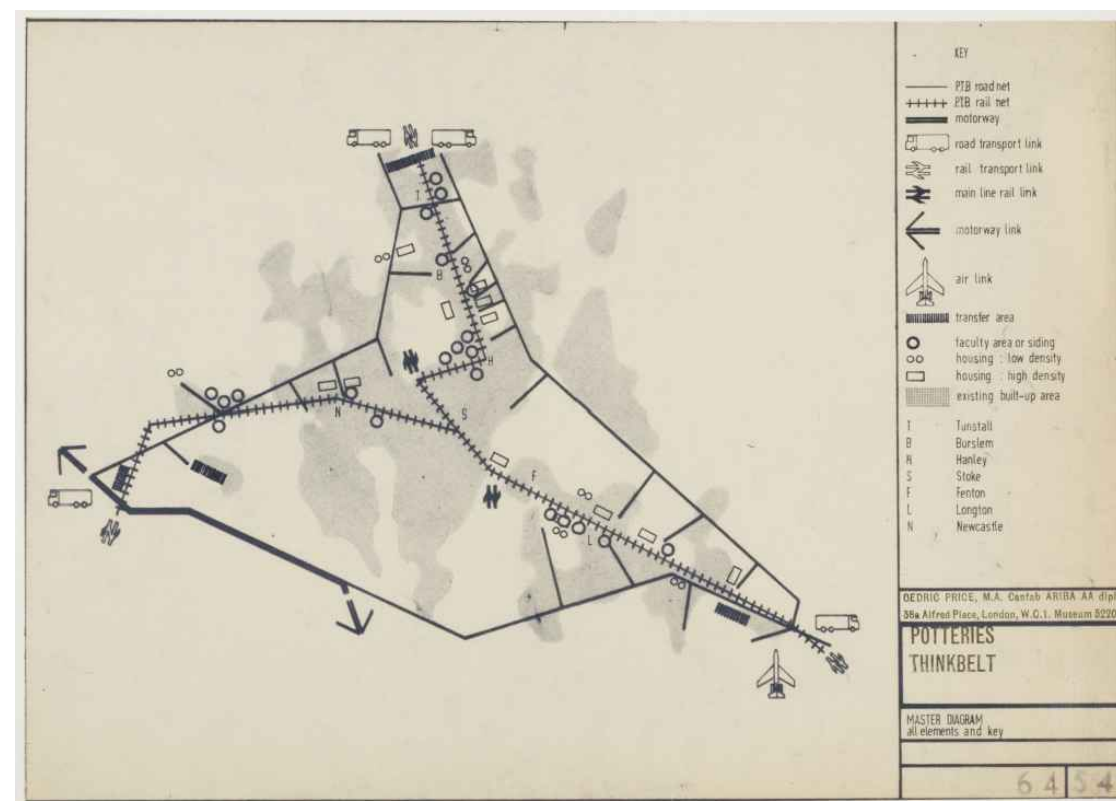 KEY
P.T.B road net
P.T.B rail net
motorway
road transport link
rail transport link
main line rail link
motorway link
air link
transfer area
faculty area or siding
housing : low density
housing : high density
existing built-up area
T Tunstall
B Burslem
H Hanley
S Stoke
F Fenton
L Longton
N Newcastle
T
B
H
N
S
F
L
CEDRIC PRICE, M.A. Cantab ARIBA AA dipl
38a Alfred Place, London, W.C.1. Museum 5220
POTTERIES
THINKBELT
MASTER DIAGRAM
all elements and key
64 54